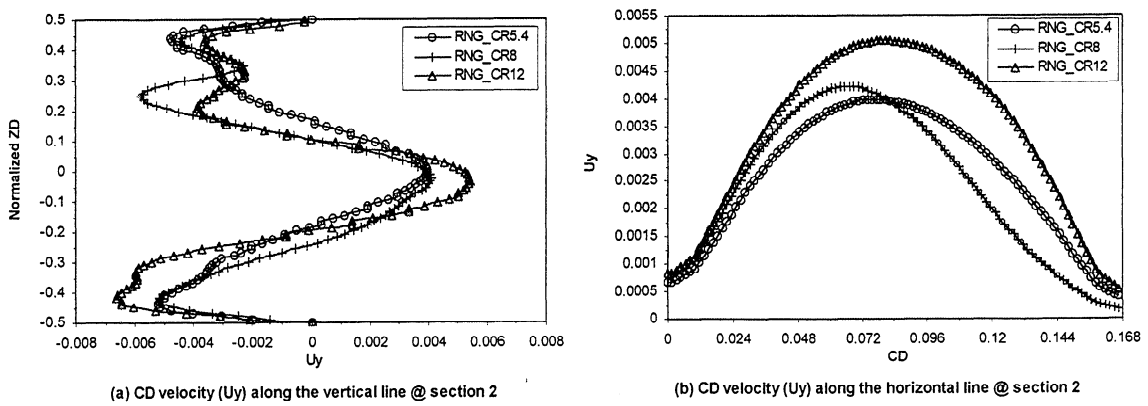 0.5
0.4
0.3
0.2
0.1
0
-0.1
-0.2
-0.3
-0.4
-0.5
Normalized ZD
-0.008 -0.006 -0.004 -0.002 0 0.002 0.004 0.006 0.008
Uy
RNG_CR5.4
RNG_CR8
RNG_CR12
(a) CD velocity (Uy) along the vertical line @ section 2
0.0055
0.005
0.0045
0.004
0.0035
0.003
0.0025
0.002
0.0015
0.001
0.0005
0
Uy
0 0.024 0.048 0.072 0.096 0.12 0.144 0.168
CD
RNG_CR5.4
RNG_CR8
RNG_CR12
(b) CD velocity (Uy) along the horizontal line @ section 2